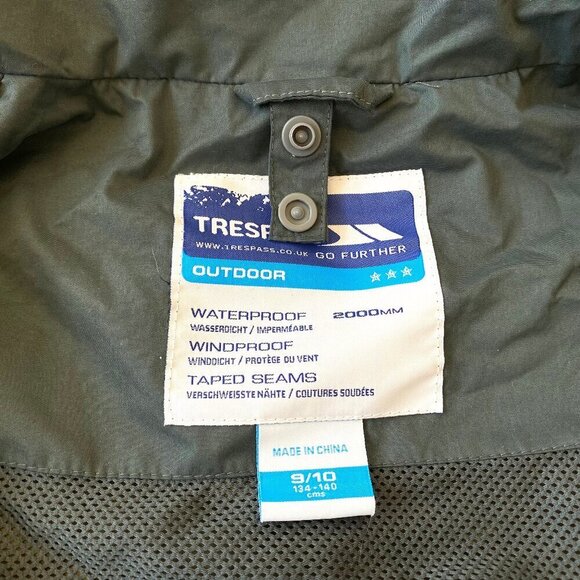 TRESP
WWW.TRESPASS.CO.UK GO FURTHER
OUTDOOR
WATERPROOF 2000MM
WASSERDICHT / IMPERMÉABLE
WINDPROOF
WINDDICHT / PROTÈGE DU VENT
TAPED SEAMS
VERSCHWEISSTE NÄHTE / COUTURES SOUDÉES
MADE IN CHINA
9/10
134-140
cms